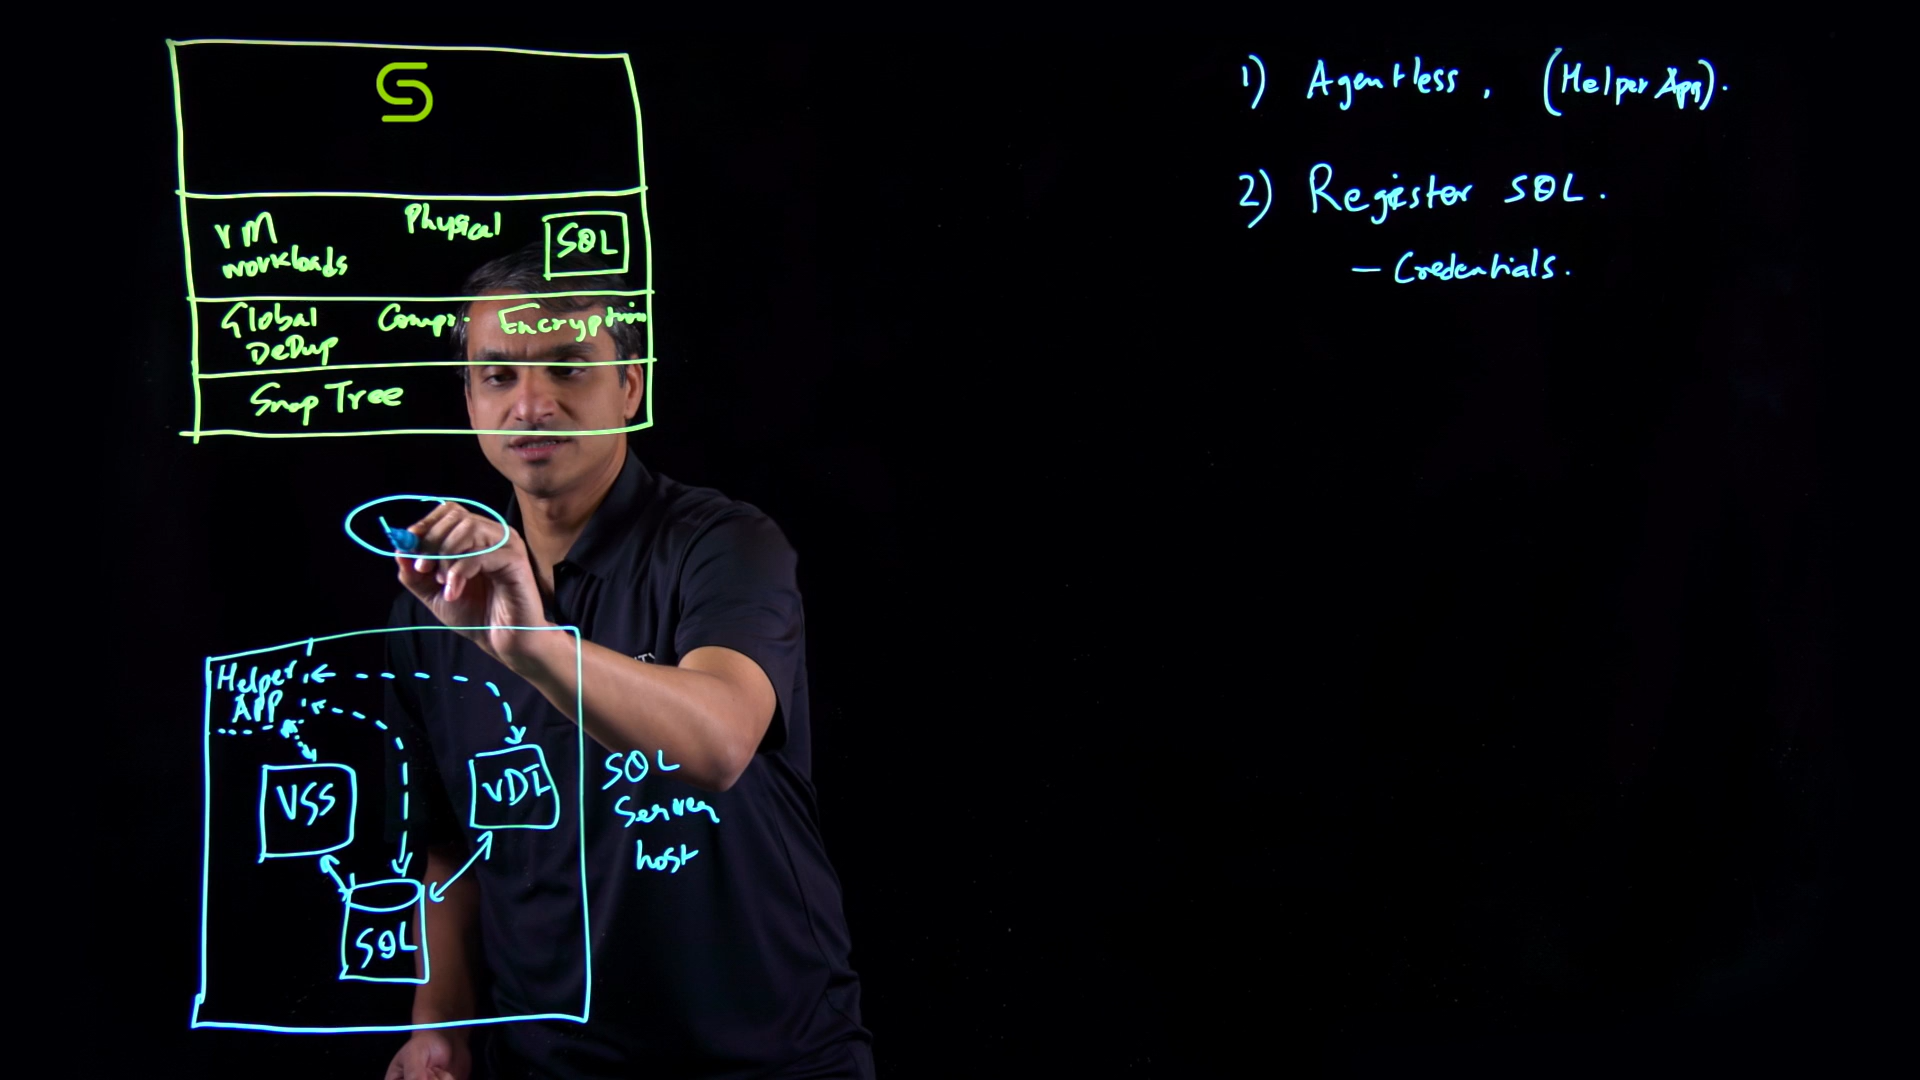 VM
workloads
Physical
SQL
Global
DeDup
Compr.
Encryption
Snap Tree
Helper
APP
VSS
VDI
SQL
SQL
Server
host
1) Agentless, (Helper App).
2) Register SQL.
— Credentials.